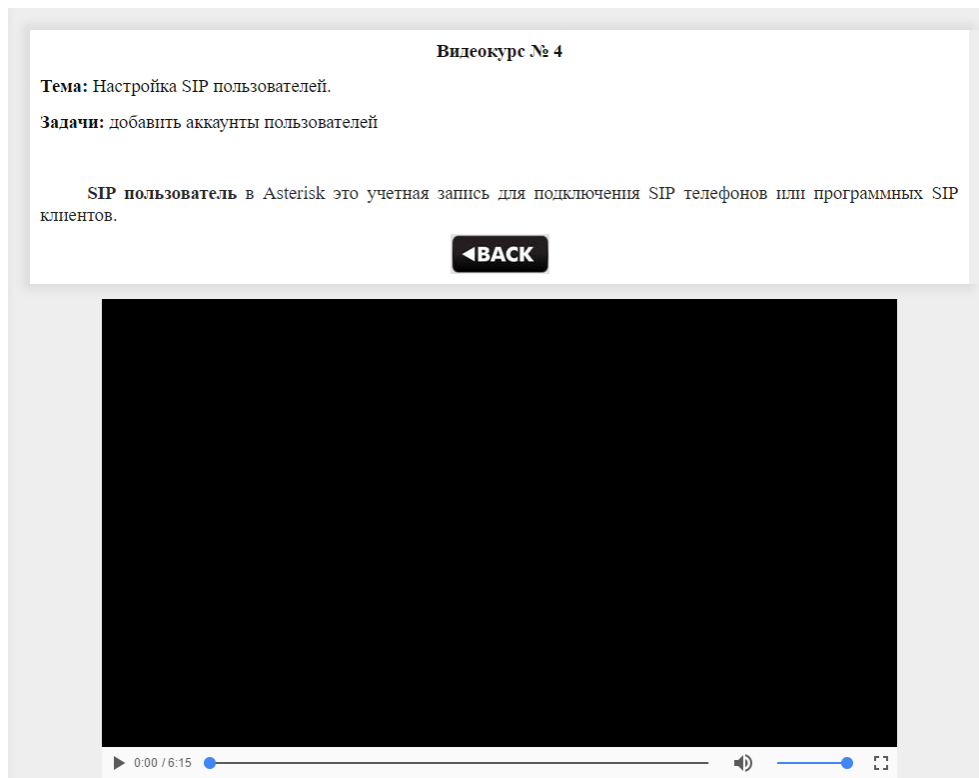 Видеокурс № 4
Тема: Настройка SIP пользователей.
Задачи: добавить аккаунты пользователей
SIP пользователь в Asterisk это учетная запись для подключения SIP телефонов или программных SIP
клиентов.
BACK
0:00 / 6:15